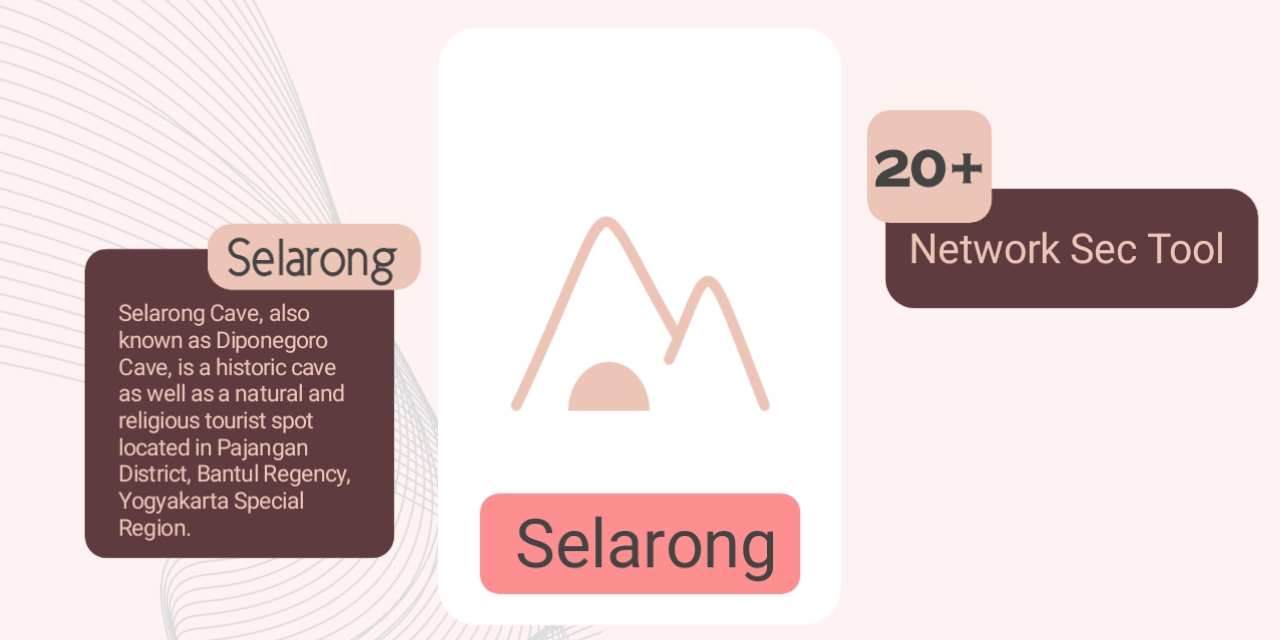 Selarong
Selarong Cave, also
known as Diponegoro
Cave, is a historic cave
as well as a natural and
religious tourist spot
located in Pajangan
District, Bantul Regency,
Yogyakarta Special
Region.
Selarong
20+
Network Sec Tool